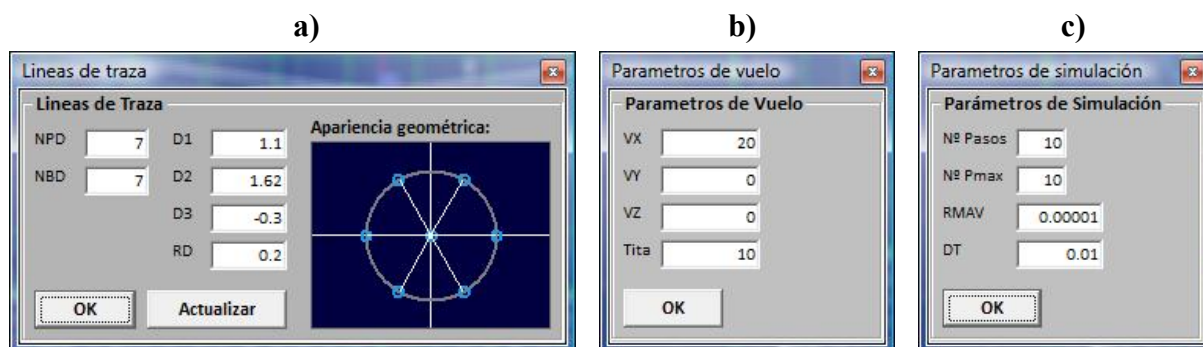 a)
Lineas de traza
Lineas de Traza
NPD 7 D1 1.1
NBD 7 D2 1.62
D3 -0.3
RD 0.2
Apariencia geométrica:
OK Actualizar
b)
Parametros de vuelo
Parametros de Vuelo
VX 20
VY 0
VZ 0
Tita 10
OK
c)
Parametros de simulación
Parámetros de Simulación
Nº Pasos 10
Nº Pmax 10
RMAV 0.00001
DT 0.01
OK